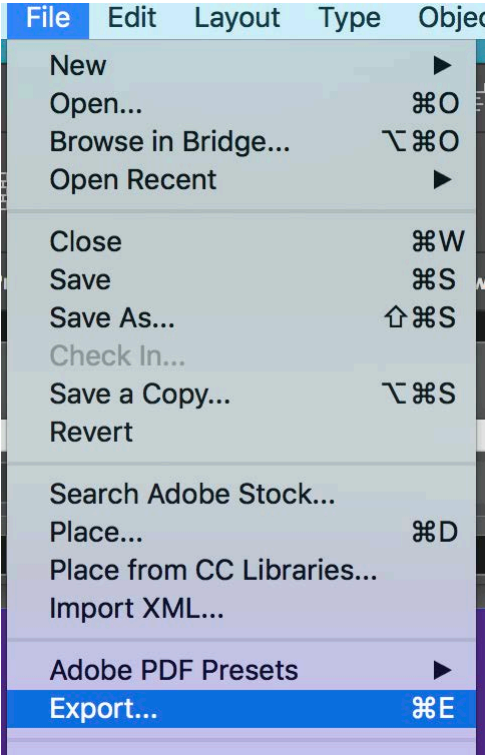 File Edit Layout Type Objec
New ▶
Open... ⌘O
Browse in Bridge... ⌥⌘O
Open Recent ▶
Close ⌘W
Save ⌘S
Save As... ⇧⌘S
Check In...
Save a Copy... ⌥⌘S
Revert
Search Adobe Stock...
Place... ⌘D
Place from CC Libraries...
Import XML...
Adobe PDF Presets ▶
Export... ⌘E